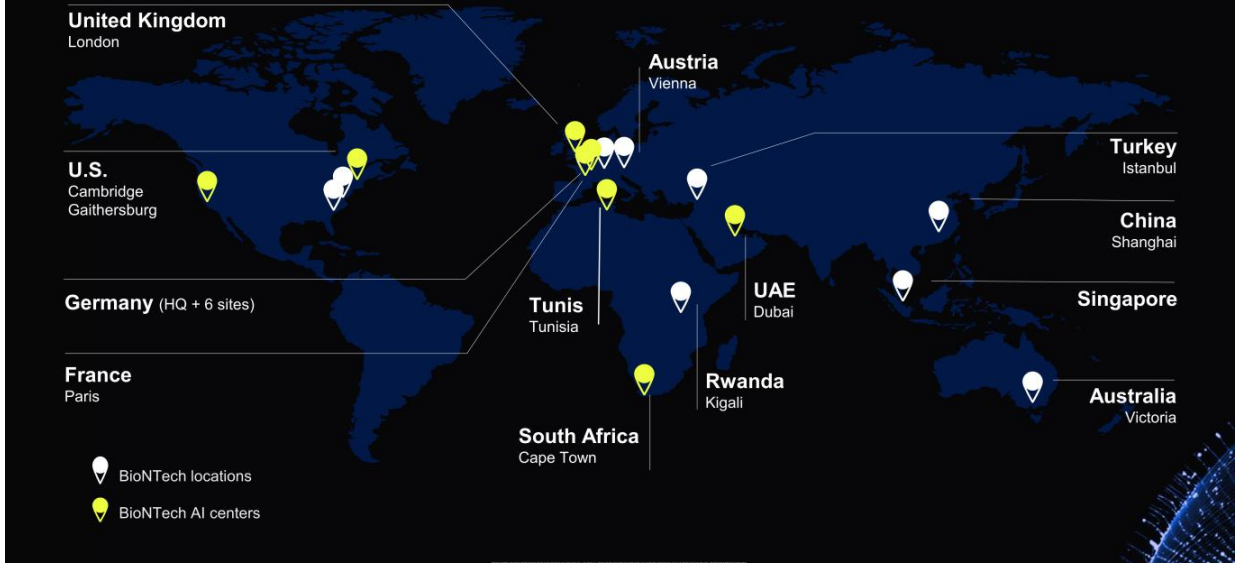 United Kingdom
London
Austria
Vienna
U.S.
Cambridge
Gaithersburg
Turkey
Istanbul
China
Shanghai
Germany (HQ + 6 sites)
Tunis
Tunisia
UAE
Dubai
Singapore
France
Paris
Rwanda
Kigali
Australia
Victoria
South Africa
Cape Town
BioNTech locations
BioNTech AI centers